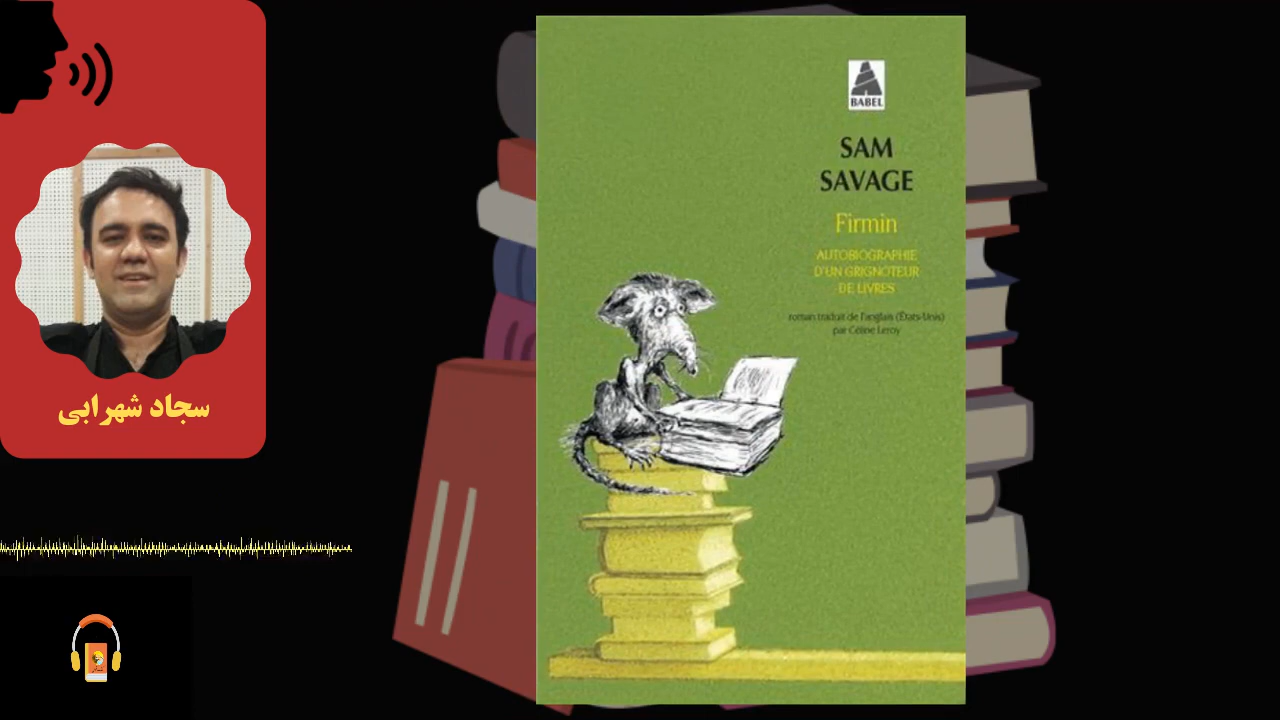 سجاد شهرابی
BABEL
SAM
SAVAGE
Firmin
AUTOBIOGRAPHIE
D'UN GRIGNOTEUR
DE LIVRES
roman traduit de l'anglais (États-Unis)
par Céline Leroy